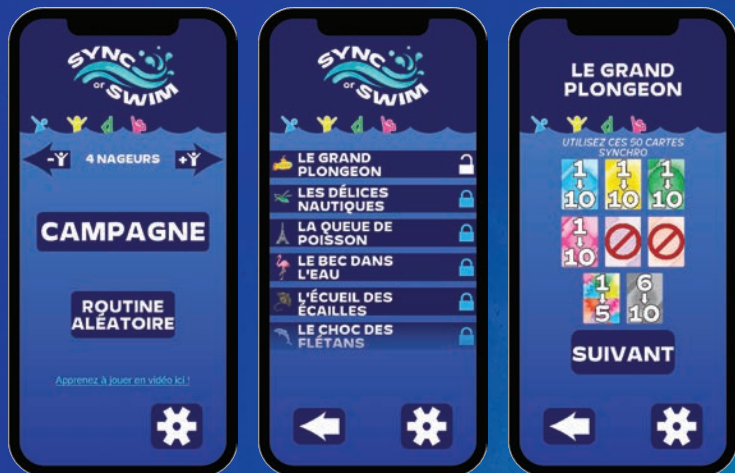 SYNC
or
SWIM
4 NAGEURS
CAMPAGNE
ROUTINE
ALÉATOIRE
Apprenez à jouer en vidéo ici !
SYNC
or
SWIM
LE GRAND
PLONGEON
LES DÉLICES
NAUTIQUES
LA QUEUE DE
POISSON
LE BEC DANS
L'EAU
L'ÉCUEIL DES
ÉCAILLES
LE CHOC DES
FLÉTANS
LE GRAND
PLONGEON
UTILISEZ CES 50 CARTES
SYNCHRO
1 1 1
10 10 10
1
10
1 6
5 10
SUIVANT